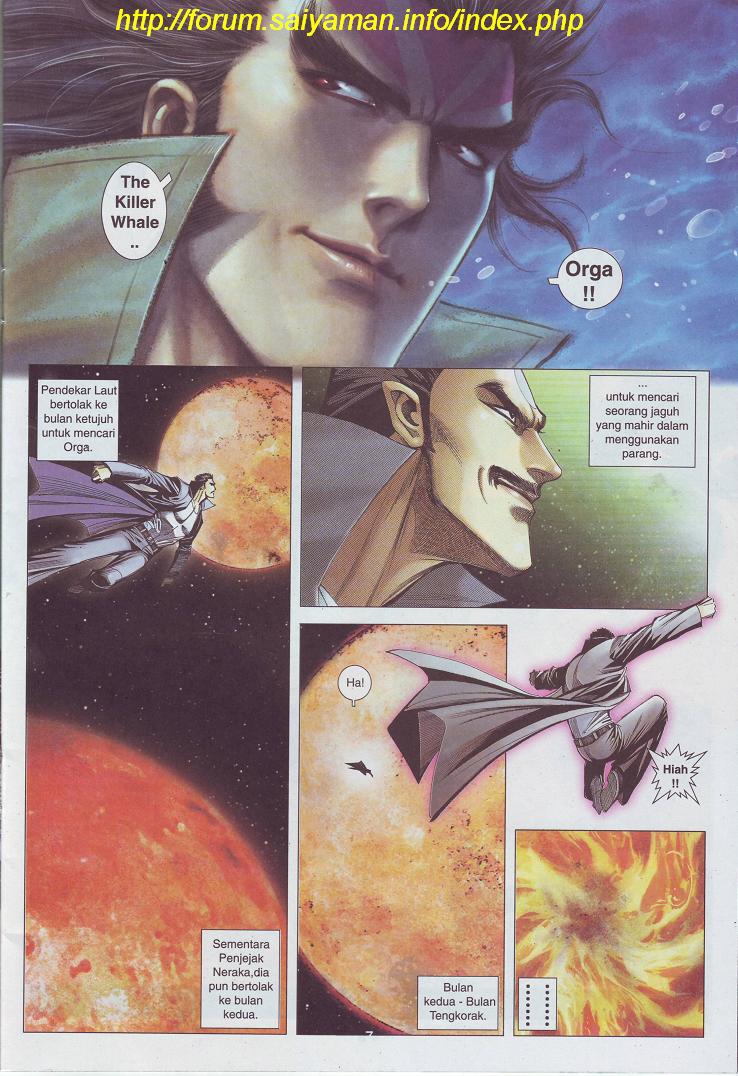 http://forum.saiyaman.info/index.php
The
Killer
Whale
..
Orga
!!
Pendekar Laut
bertolak ke
bulan ketujuh
untuk mencari
Orga.
...
untuk mencari
seorang jaguh
yang mahir dalam
menggunakan
parang.
Sementara
Penjejak
Neraka,dia
pun bertolak
ke bulan
kedua.
Ha!
Hiah
!!
Bulan
kedua - Bulan
Tengkorak.
7